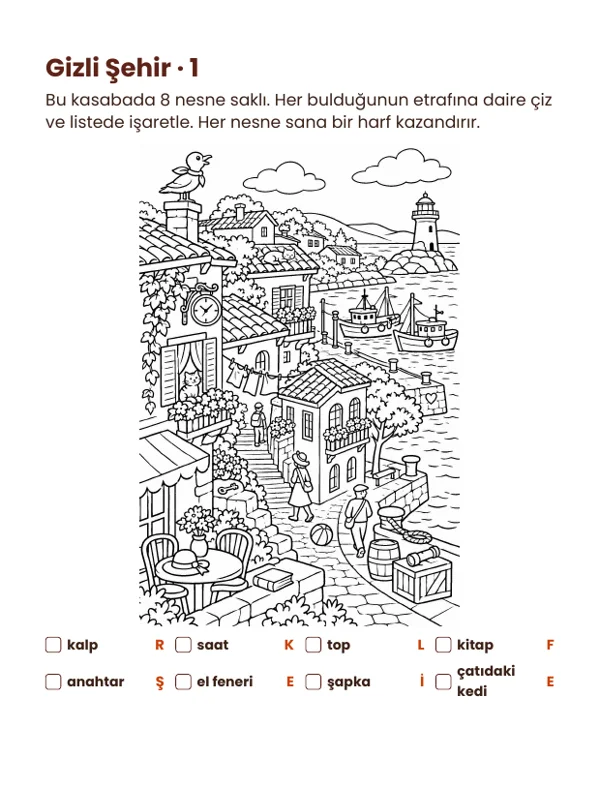 Gizli Şehir · 1
Bu kasabada 8 nesne saklı. Her bulduğunun etrafına daire çiz
ve listede işaretle. Her nesne sana bir harf kazandırır.
kalp R saat K top L kitap F
anahtar Ş el feneri E şapka İ çatıdaki kedi E